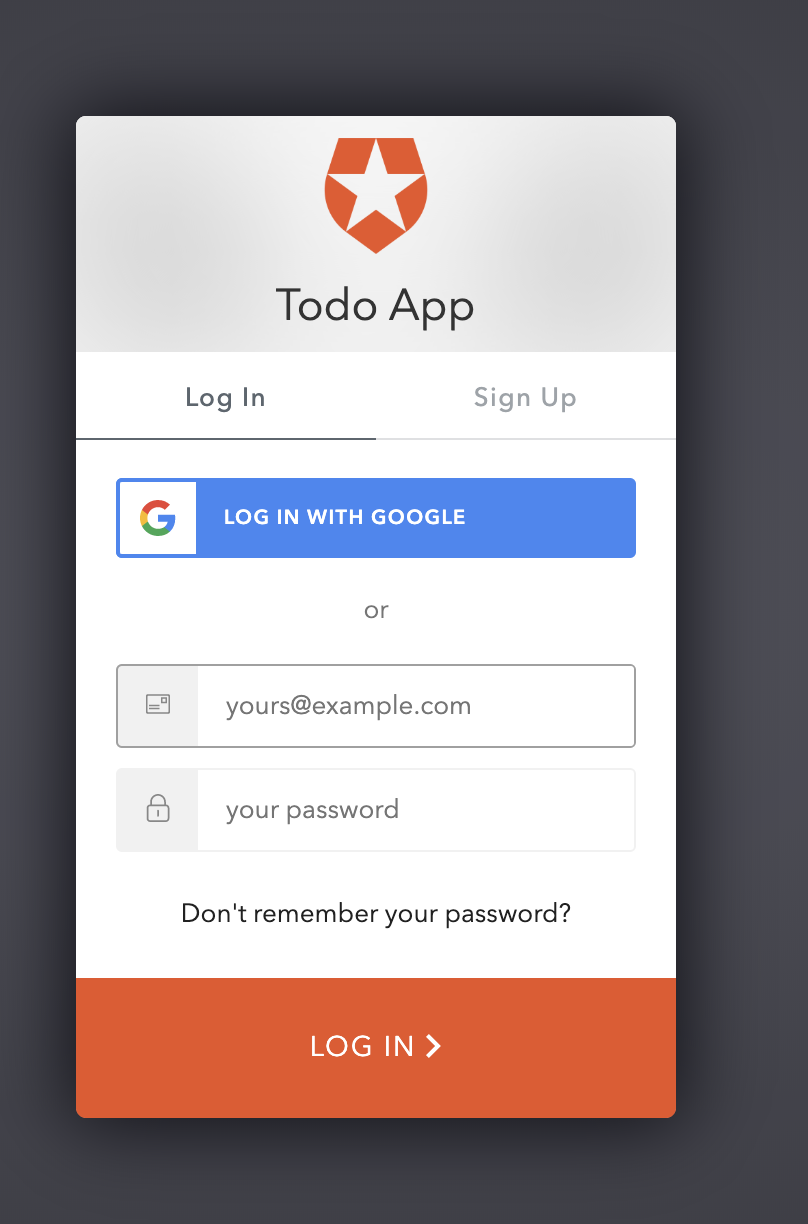 Todo App
Log In
Sign Up
LOG IN WITH GOOGLE
or
yours@example.com
your password
Don't remember your password?
LOG IN